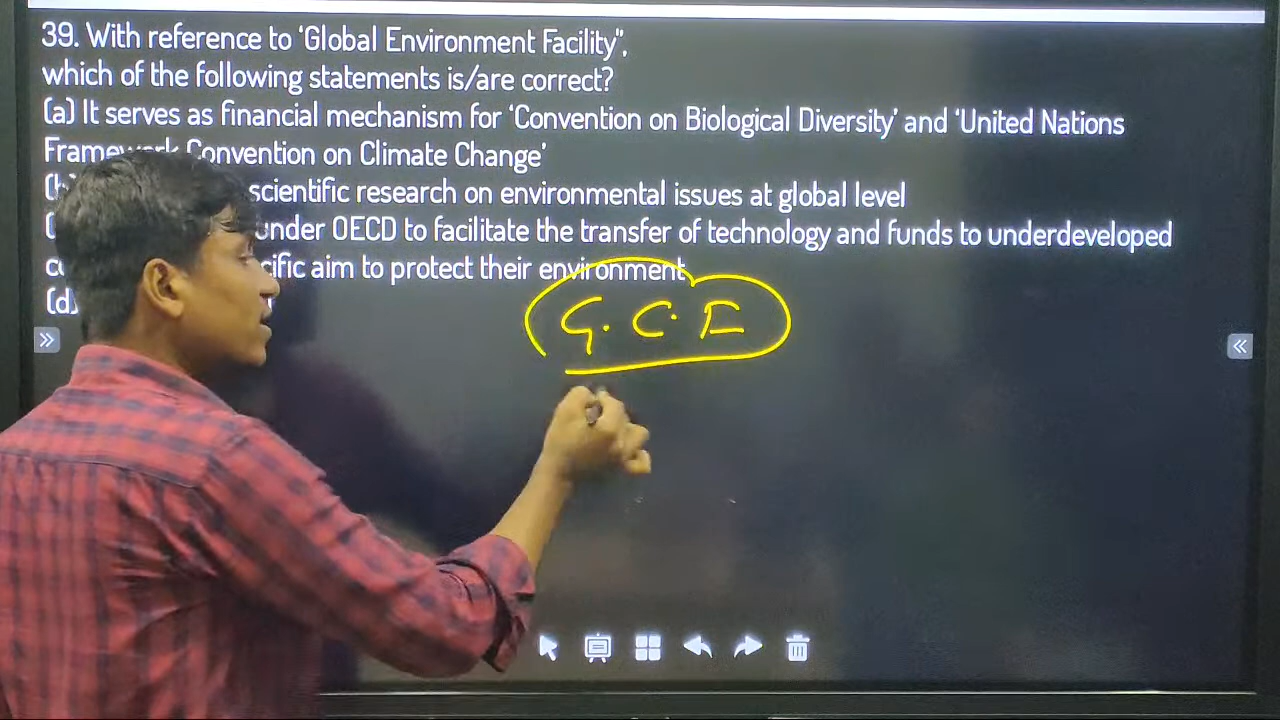 39. With reference to ‘Global Environment Facility",
which of the following statements is/are correct?
(a) It serves as financial mechanism for ‘Convention on Biological Diversity’ and ‘United Nations
Framework Convention on Climate Change’
scientific research on environmental issues at global level
under OECD to facilitate the transfer of technology and funds to underdeveloped
aim to protect their environment
(d)
G. C. E